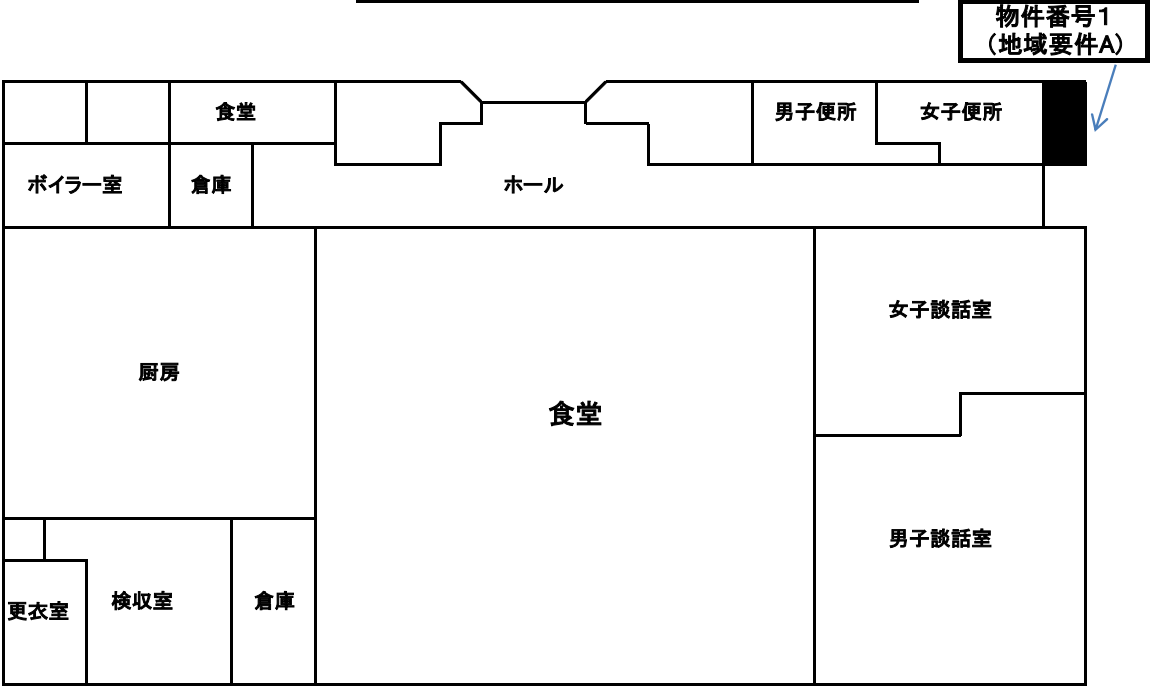 物件番号１
（地域要件A）
食堂
男子便所
女子便所
ボイラー室
倉庫
ホール
女子談話室
厨房
食堂
男子談話室
更衣室
検収室
倉庫